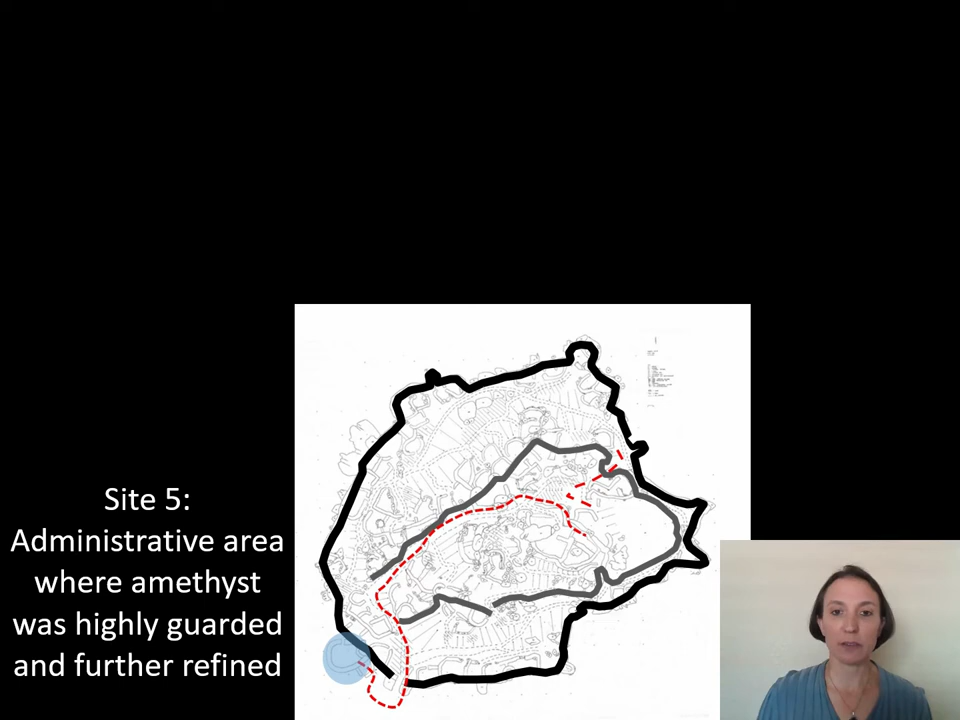 Site 5:
Administrative area
where amethyst
was highly guarded
and further refined